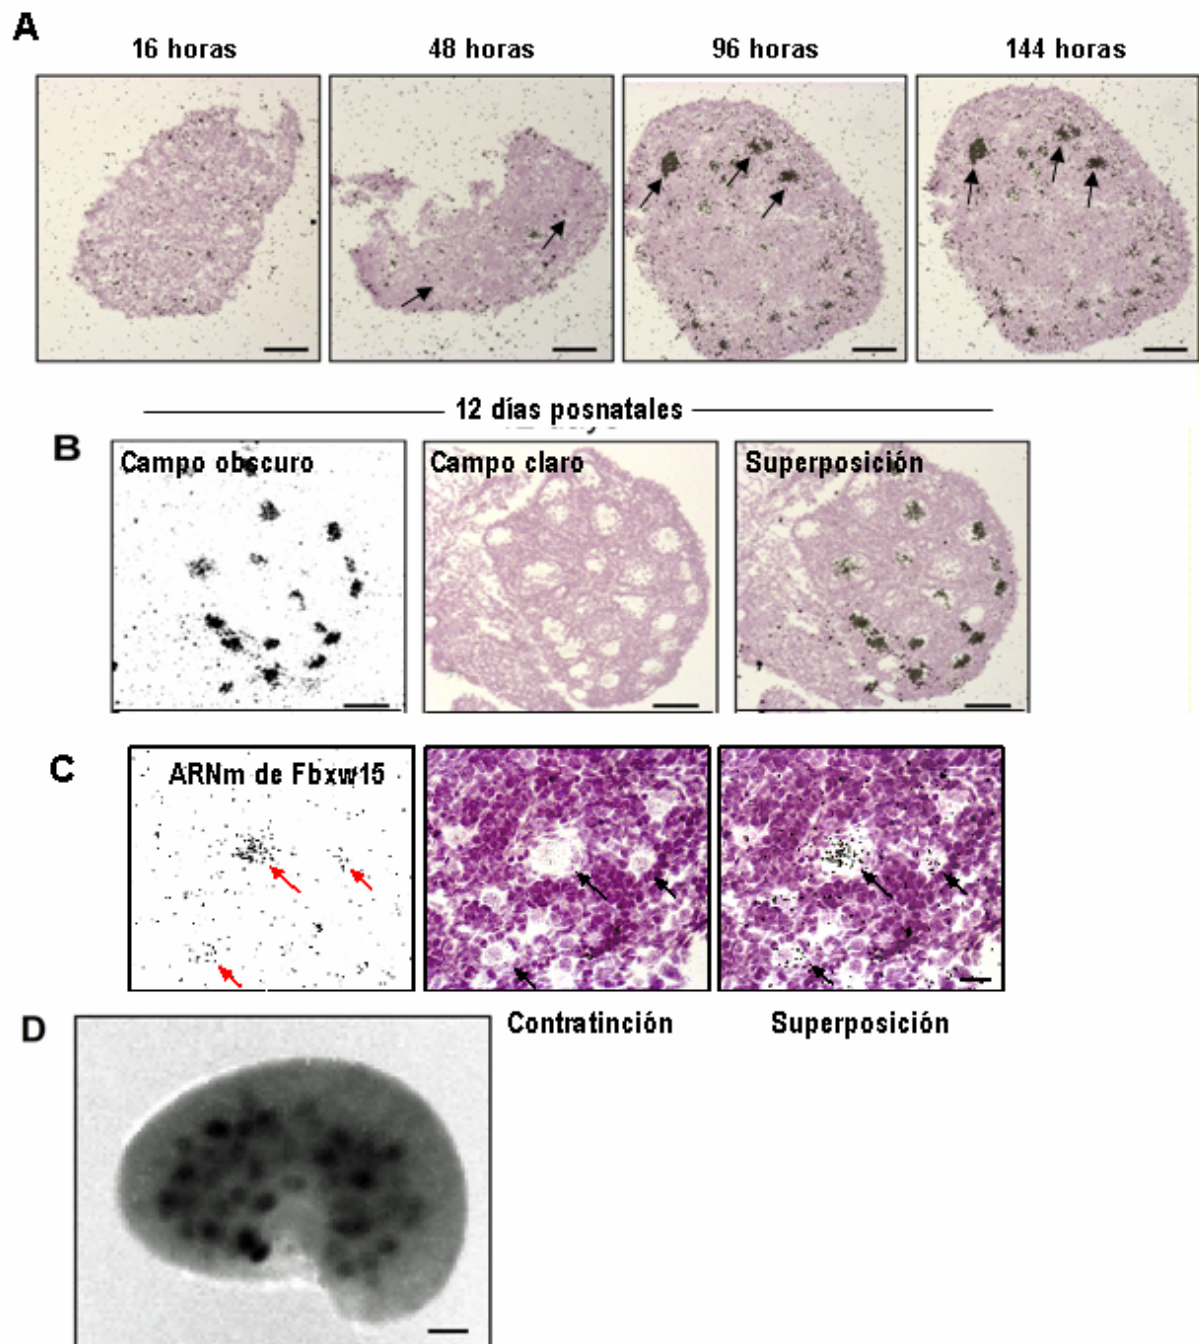 A
16 horas
48 horas
96 horas
144 horas
12 días posnatales
B
Campo obscuro
Campo claro
Superposición
C
ARNm de Fbxw15
Contratinción
Superposición
D